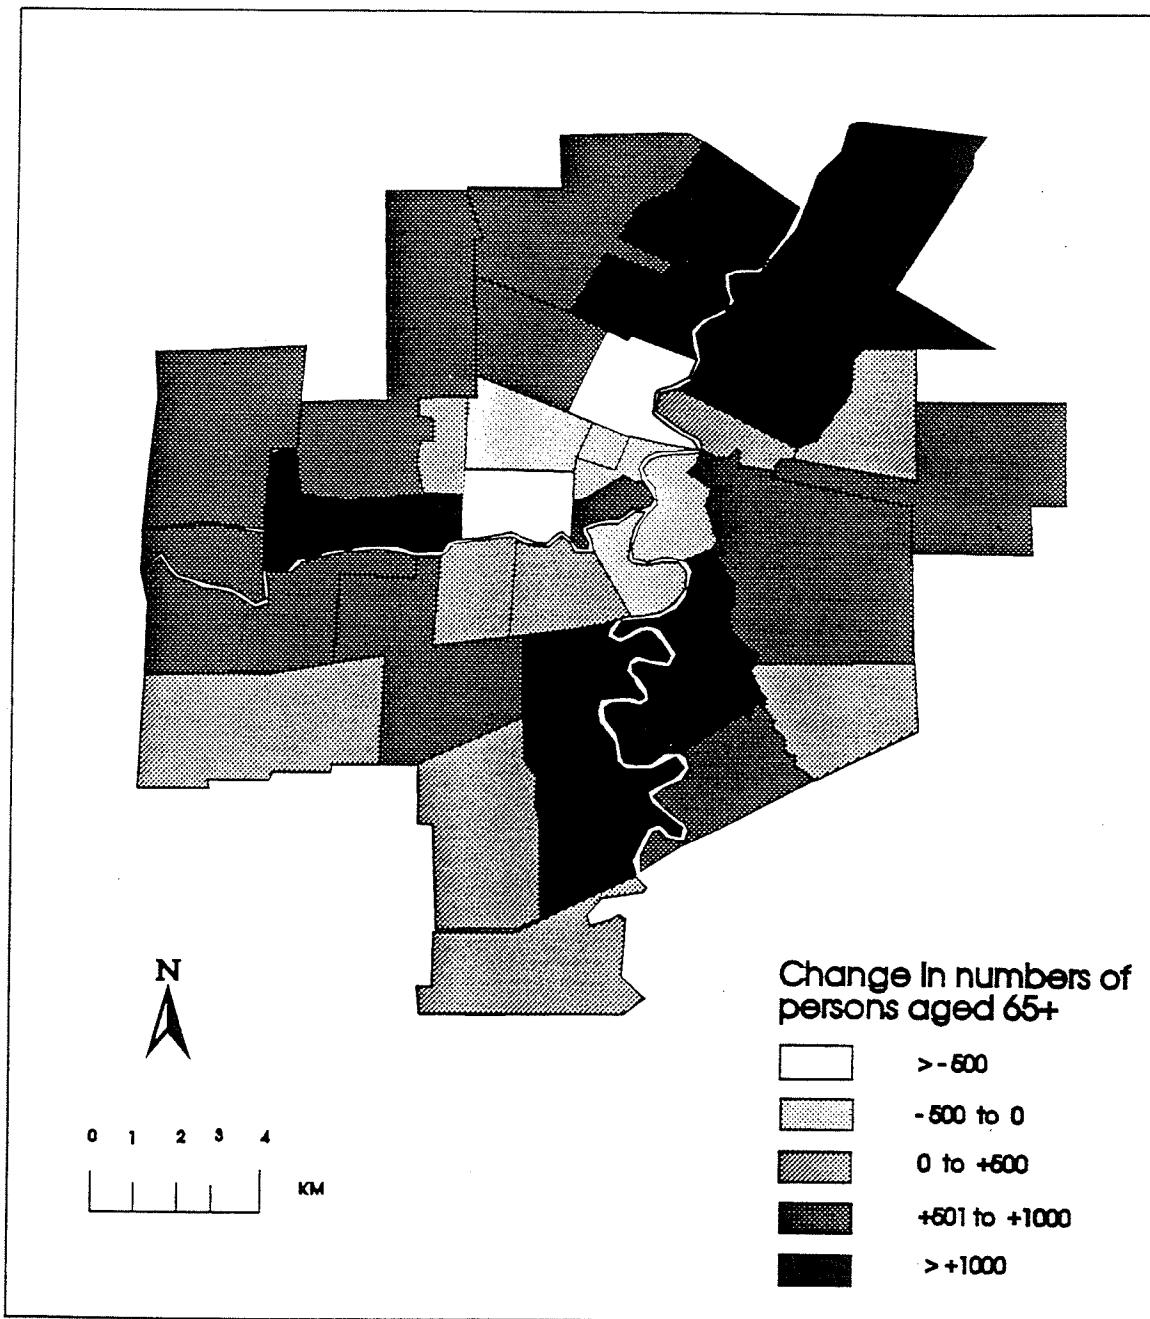 N
0 1 2 3 4
KM
Change in numbers of
persons aged 65+
>-500
-500 to 0
0 to +500
+501 to +1000
>+1000